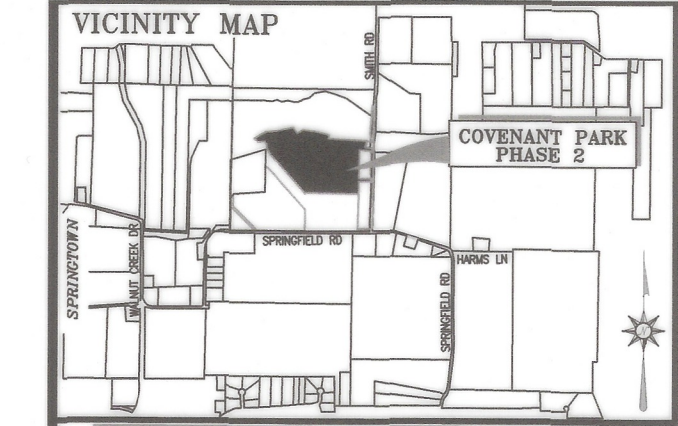 VICINITY MAP
SMITH RD
COVENANT PARK
PHASE 2
SPRINGTOWN
WALNUT CREEK DR
SPRINGFIELD RD
HARMS LN
SPRINGFIELD RD
N